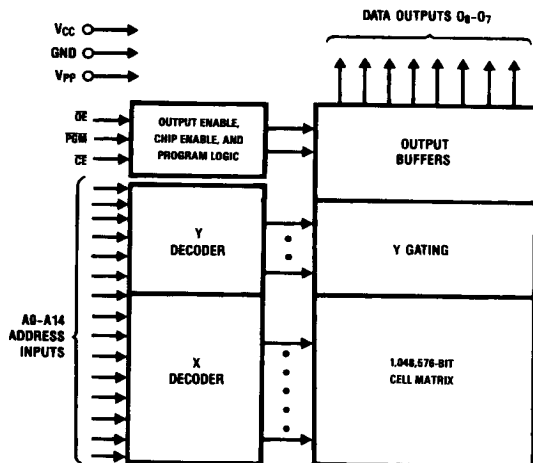 DATA OUTPUTS O0-O7
VCC
GND
VPP
OE
PGM
CE
OUTPUT ENABLE,
CHIP ENABLE, AND
PROGRAM LOGIC
OUTPUT
BUFFERS
Y
DECODER
Y GATING
A0-A14
ADDRESS
INPUTS
X
DECODER
1,048,576-BIT
CELL MATRIX